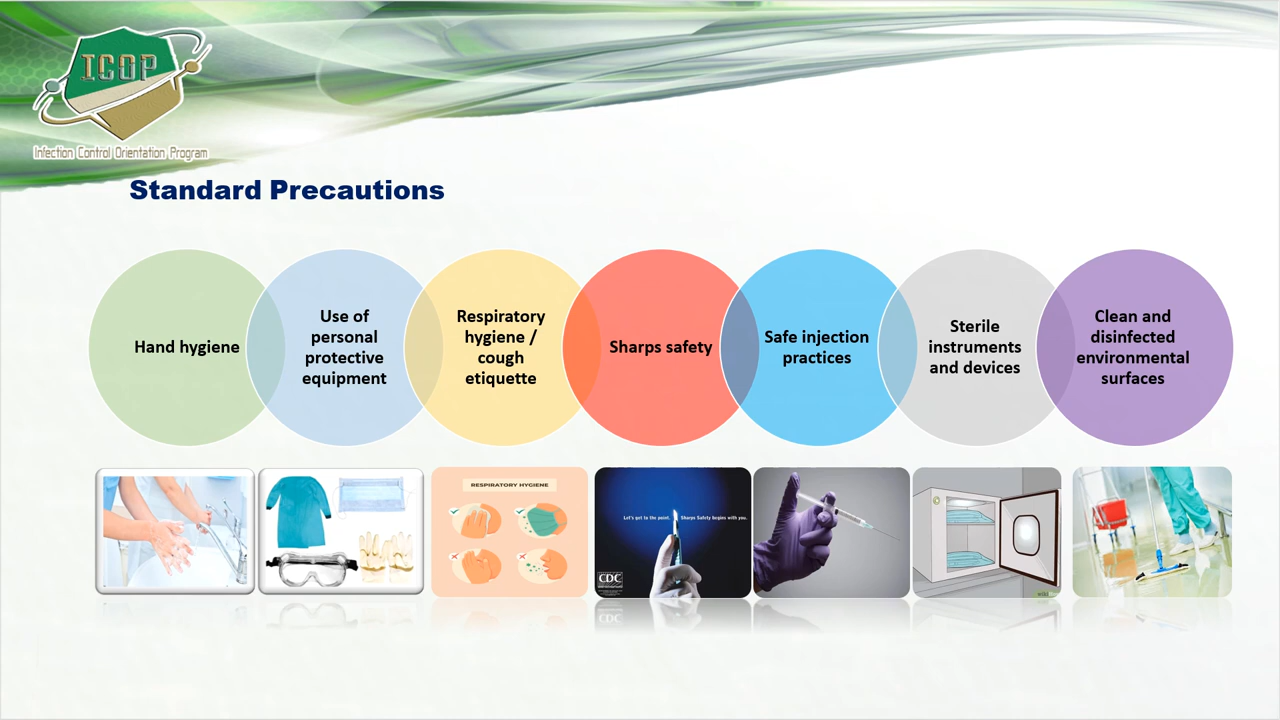 ICOP
Infection Control Orientation Program
Standard Precautions
Hand hygiene
Use of
personal
protective
equipment
Respiratory
hygiene /
cough
etiquette
Sharps safety
Safe injection
practices
Sterile
instruments
and devices
Clean and
disinfected
environmental
surfaces
RESPIRATORY HYGIENE
Let's get to the point. Sharps Safety begins with you.
CDC